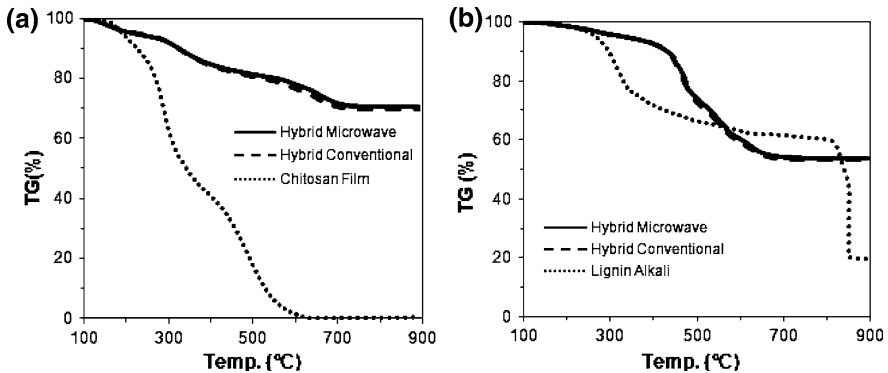 (a)
TG(%)
100
80
60
40
20
0
Hybrid Microwave
Hybrid Conventional
Chitosan Film
100 300 500 700 900
Temp. (ºC)
(b)
TG (%)
100
80
60
40
20
0
Hybrid Microwave
Hybrid Conventional
Lignin Alkali
100 300 500 700 900
Temp. (ºC)